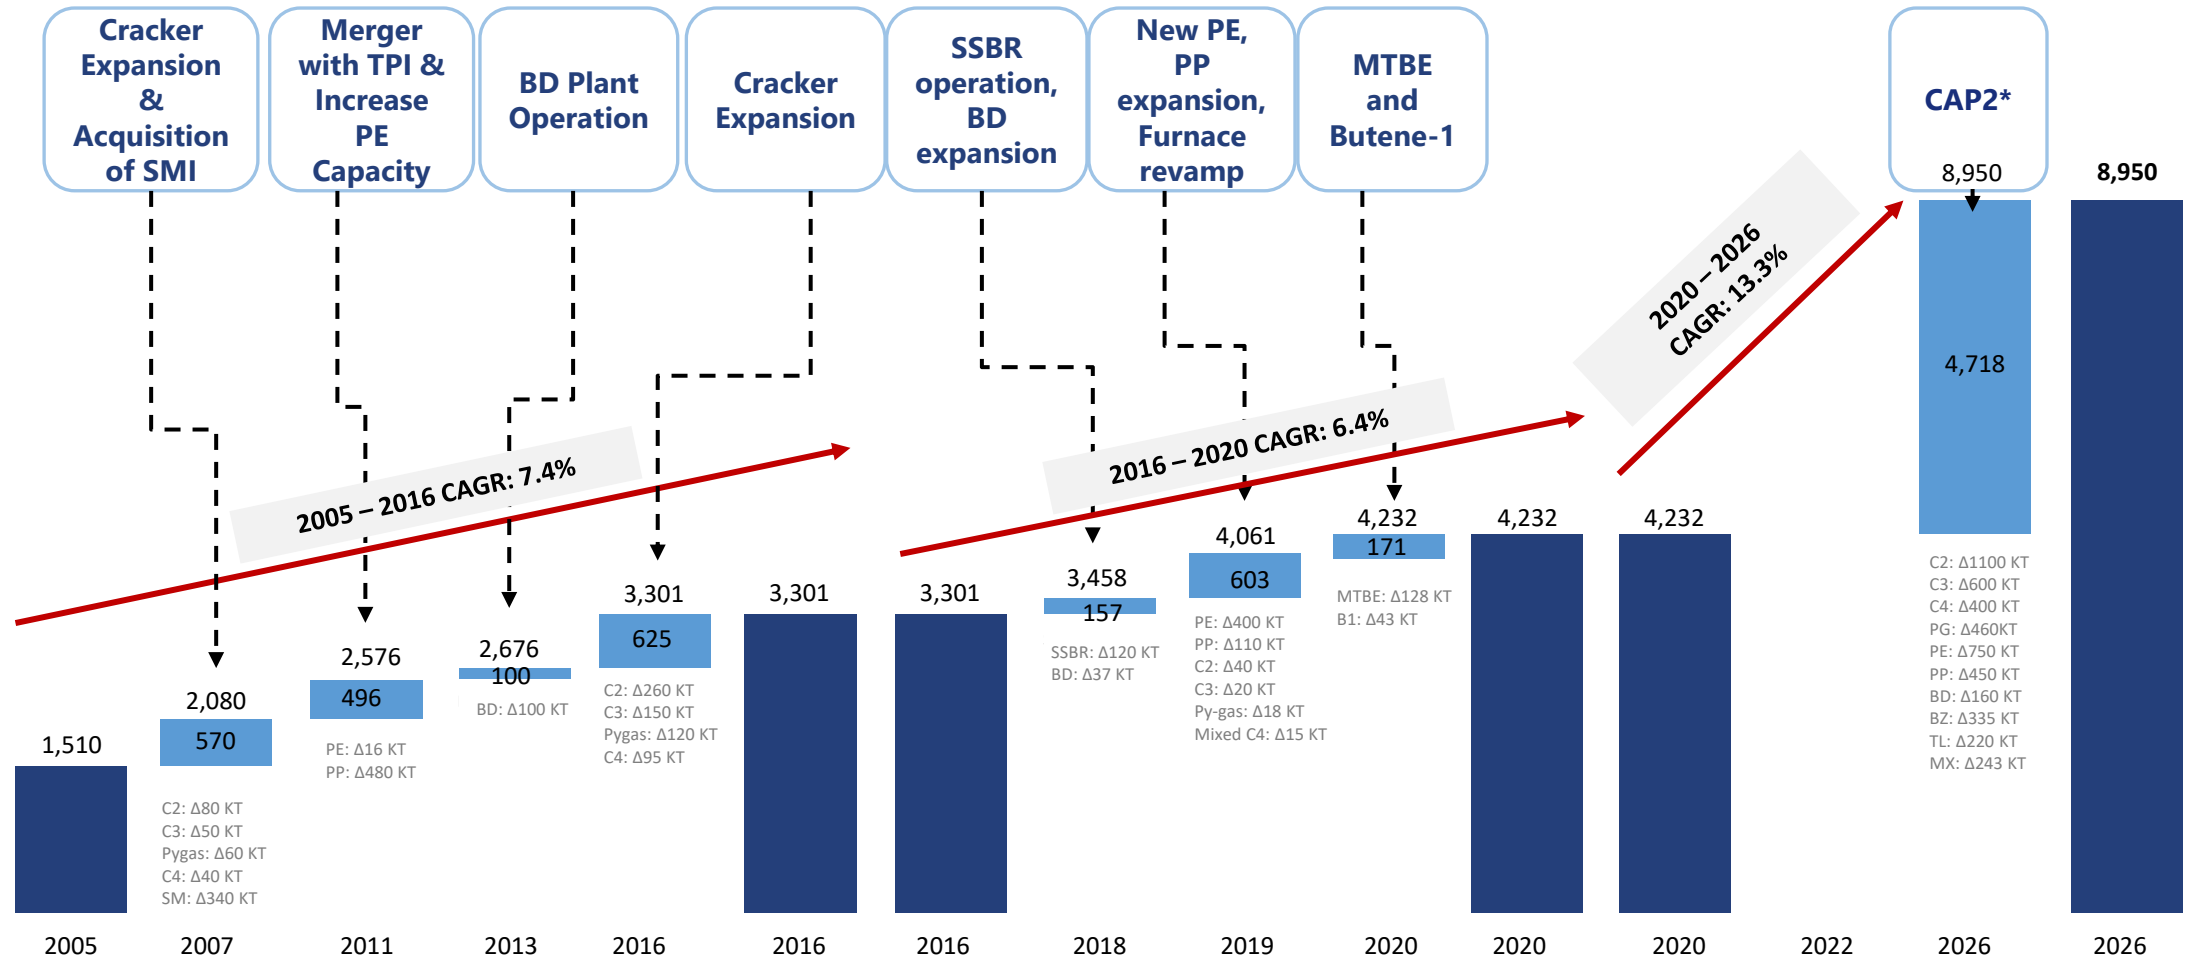 Cracker
Expansion
&
Acquisition
of SMI
Merger
with TPI &
Increase
PE
Capacity
BD Plant
Operation
Cracker
Expansion
SSBR
operation,
BD
expansion
New PE,
PP
expansion,
Furnace
revamp
MTBE
and
Butene-1
CAP2*
2005 – 2016 CAGR: 7.4%
2016 – 2020 CAGR: 6.4%
2020 – 2026
CAGR: 13.3%
1,510
2,080
570
C2: Δ80 KT
C3: Δ50 KT
Pygas: Δ60 KT
C4: Δ40 KT
SM: Δ340 KT
2,576
496
PE: Δ16 KT
PP: Δ480 KT
2,676
100
BD: Δ100 KT
3,301
625
C2: Δ260 KT
C3: Δ150 KT
Pygas: Δ120 KT
C4: Δ95 KT
3,301
3,301
3,458
157
SSBR: Δ120 KT
BD: Δ37 KT
4,061
603
PE: Δ400 KT
PP: Δ110 KT
C2: Δ40 KT
C3: Δ20 KT
Py-gas: Δ18 KT
Mixed C4: Δ15 KT
4,232
171
MTBE: Δ128 KT
B1: Δ43 KT
4,232
4,232
8,950
4,718
C2: Δ1100 KT
C3: Δ600 KT
C4: Δ400 KT
PG: Δ460KT
PE: Δ750 KT
PP: Δ450 KT
BD: Δ160 KT
BZ: Δ335 KT
TL: Δ220 KT
MX: Δ243 KT
8,950
2005
2007
2011
2013
2016
2016
2016
2018
2019
2020
2020
2020
2022
2026
2026